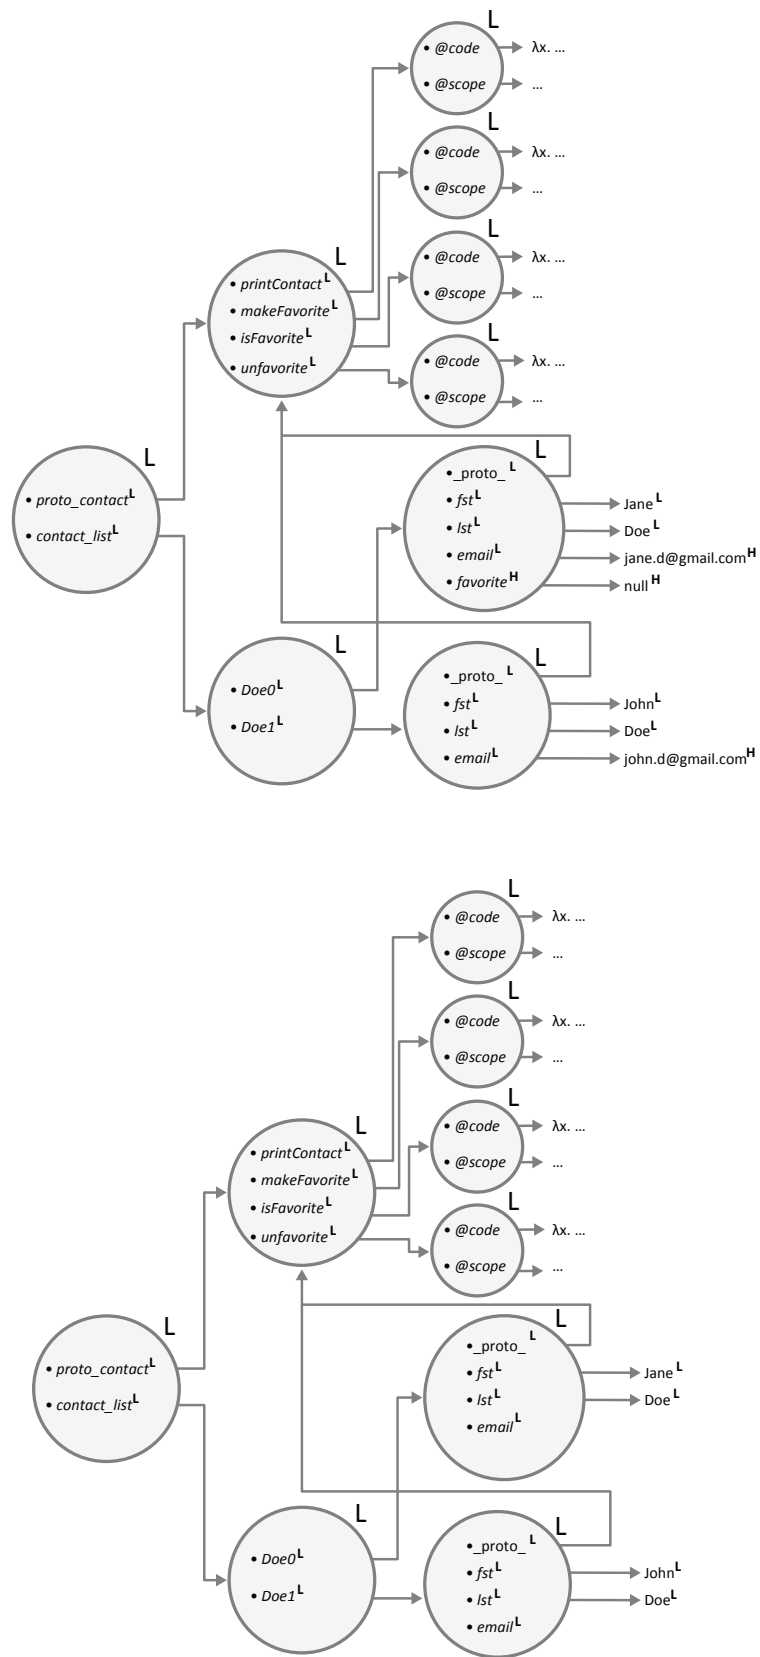 L
• @code λx. ...
• @scope ...
L
• @code λx. ...
• @scope ...
L
• @code λx. ...
• @scope ...
L
• @code λx. ...
• @scope ...
L
• printContact L
• makeFavorite L
• isFavorite L
• unfavorite L
L
• proto_contact L
• contact_list L
L
•_proto_ L
• fst L Jane L
• lst L Doe L
• email L jane.d@gmail.com H
• favorite H null H
L
• Doe0 L
• Doe1 L
L
•_proto_ L
• fst L John L
• lst L Doe L
• email L john.d@gmail.com H
L
• @code λx. ...
• @scope ...
L
• @code λx. ...
• @scope ...
L
• @code λx. ...
• @scope ...
L
• @code λx. ...
• @scope ...
L
• printContact L
• makeFavorite L
• isFavorite L
• unfavorite L
L
• proto_contact L
• contact_list L
L
•_proto_ L
• fst L Jane L
• lst L Doe L
• email L
L
• Doe0 L
• Doe1 L
L
•_proto_ L
• fst L John L
• lst L Doe L
• email L